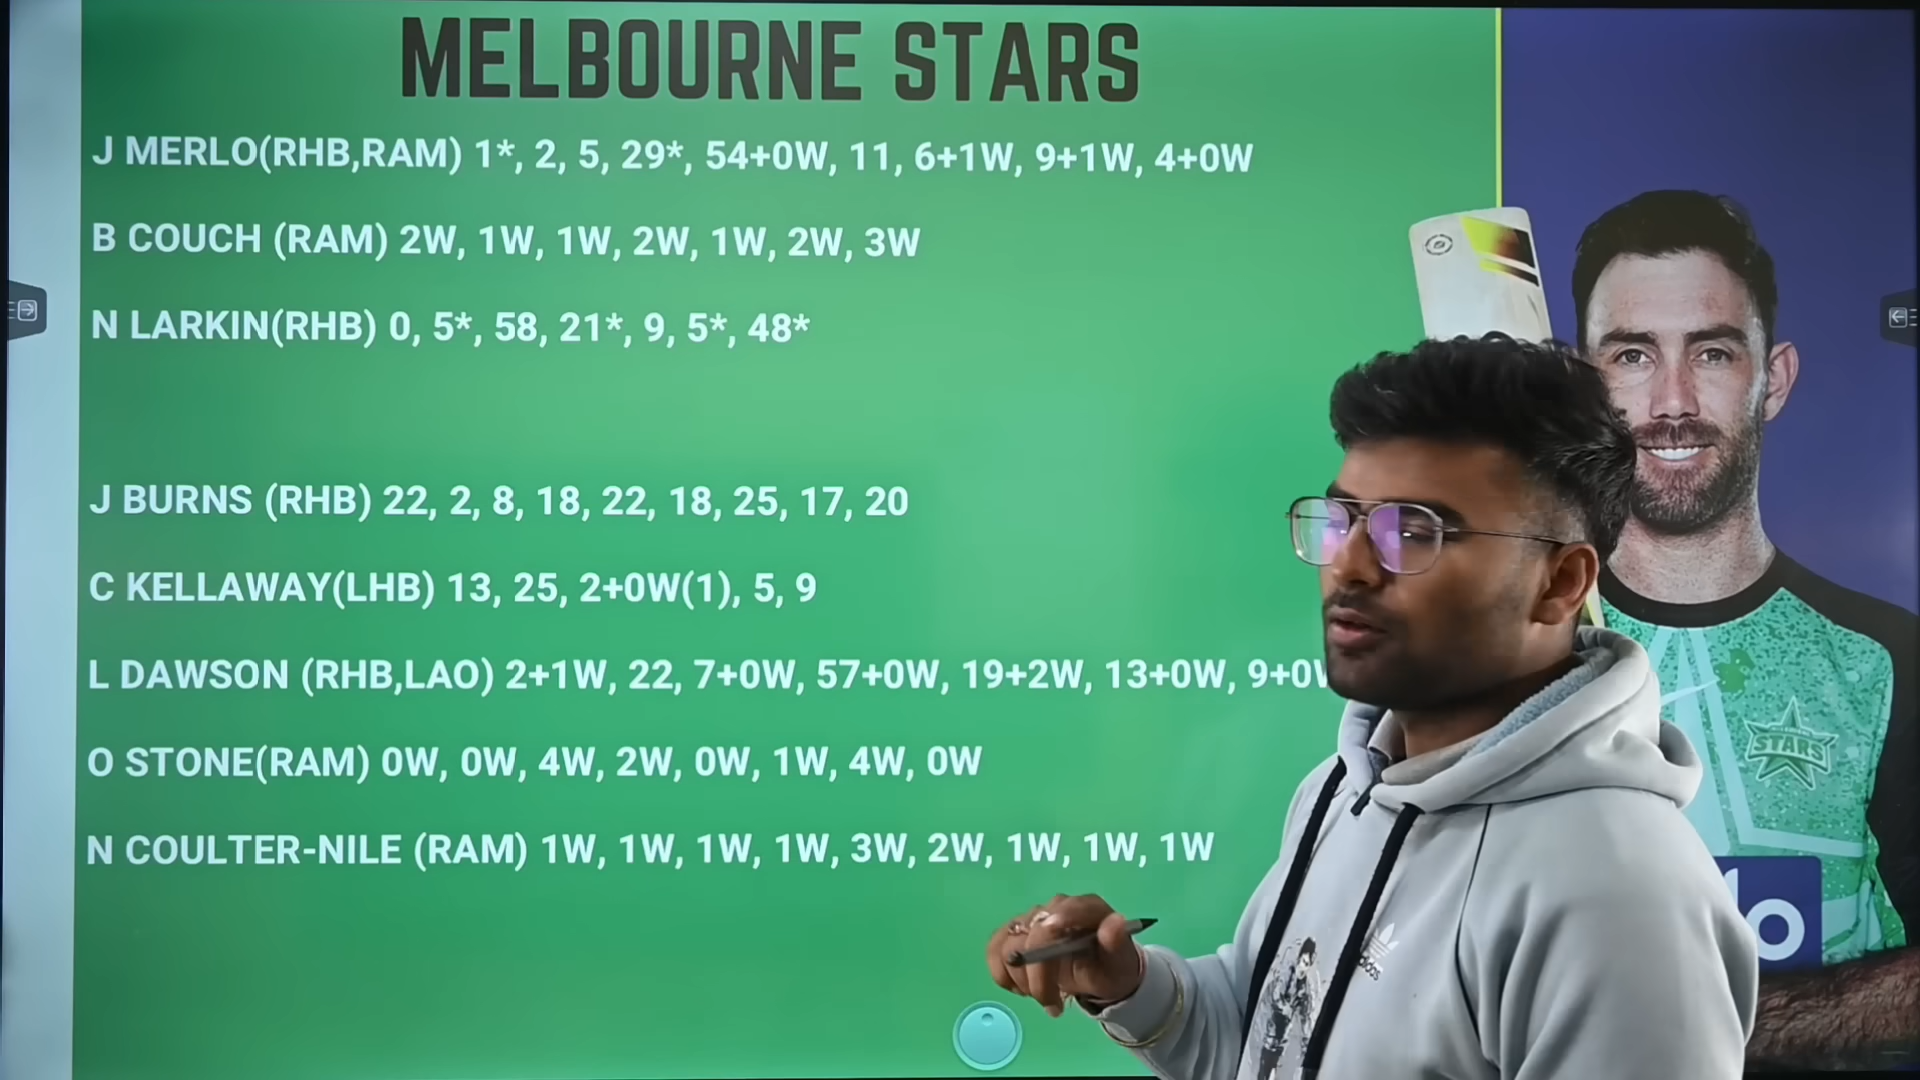 MELBOURNE STARS
J MERLO(RHB,RAM) 1*, 2, 5, 29*, 54+0W, 11, 6+1W, 9+1W, 4+0W
B COUCH (RAM) 2W, 1W, 1W, 2W, 1W, 2W, 3W
N LARKIN(RHB) 0, 5*, 58, 21*, 9, 5*, 48*
J BURNS (RHB) 22, 2, 8, 18, 22, 18, 25, 17, 20
C KELLAWAY(LHB) 13, 25, 2+0W(1), 5, 9
L DAWSON (RHB,LAO) 2+1W, 22, 7+0W, 57+0W, 19+2W, 13+0W, 9+0
O STONE(RAM) 0W, 0W, 4W, 2W, 0W, 1W, 4W, 0W
N COULTER-NILE (RAM) 1W, 1W, 1W, 1W, 3W, 2W, 1W, 1W, 1W
STARS
adidas